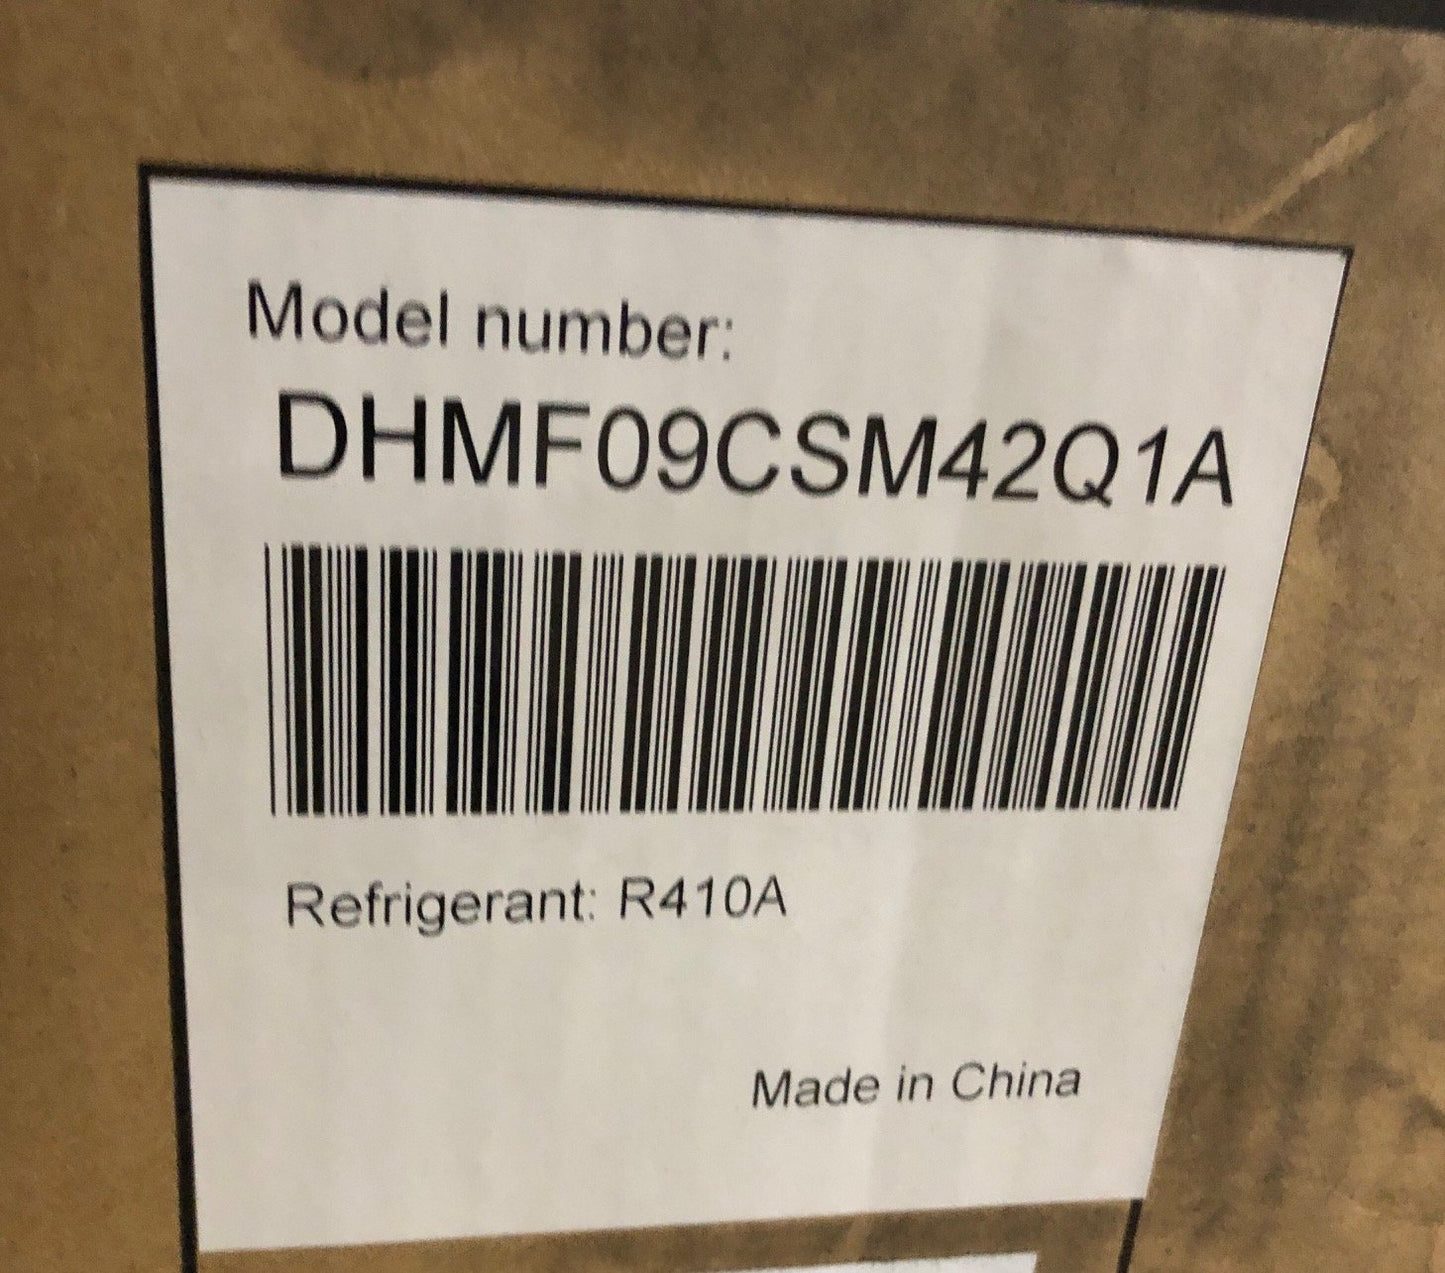 Model number:
DHMF09CSM42Q1A
Refrigerant: R410A
Made in China